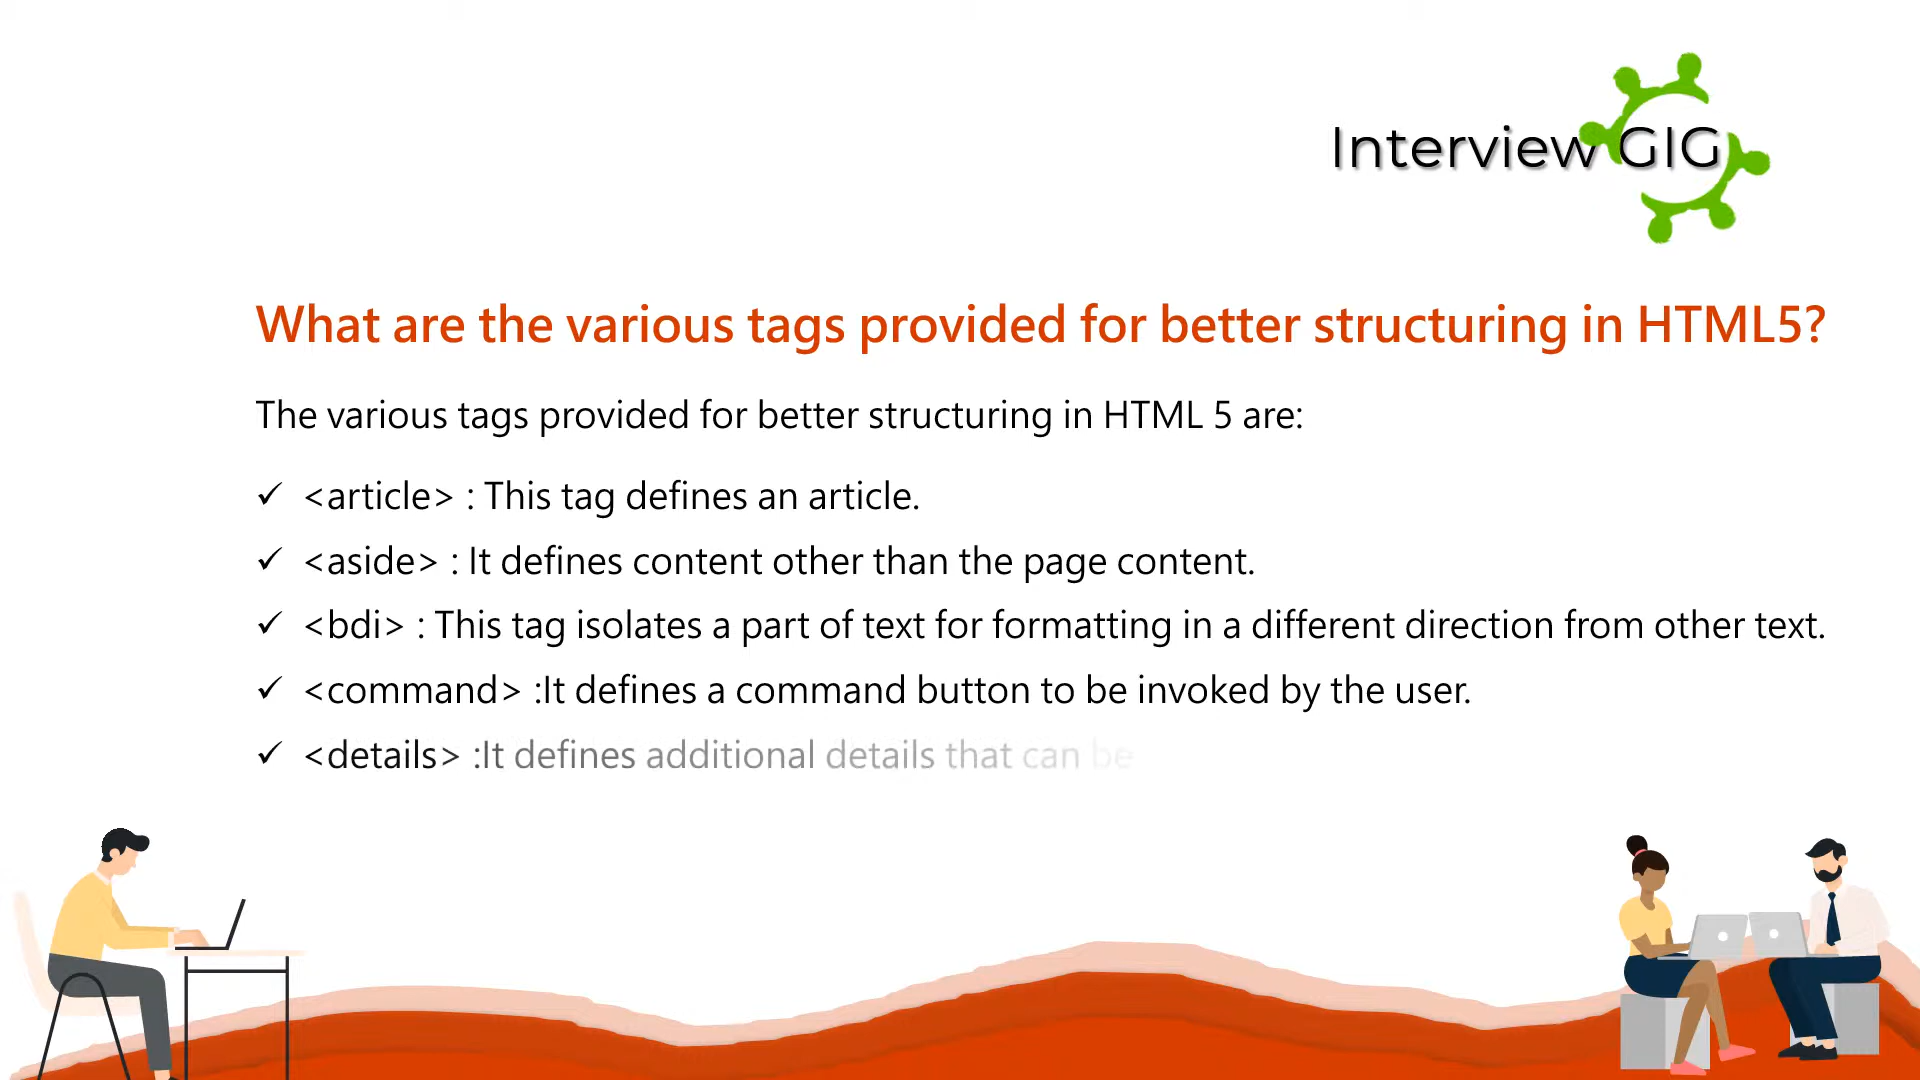 Interview GIG
What are the various tags provided for better structuring in HTML5?
The various tags provided for better structuring in HTML 5 are:
✓ <article> : This tag defines an article.
✓ <aside> : It defines content other than the page content.
✓ <bdi> : This tag isolates a part of text for formatting in a different direction from other text.
✓ <command> :It defines a command button to be invoked by the user.
✓ <details> :It defines additional details that can be